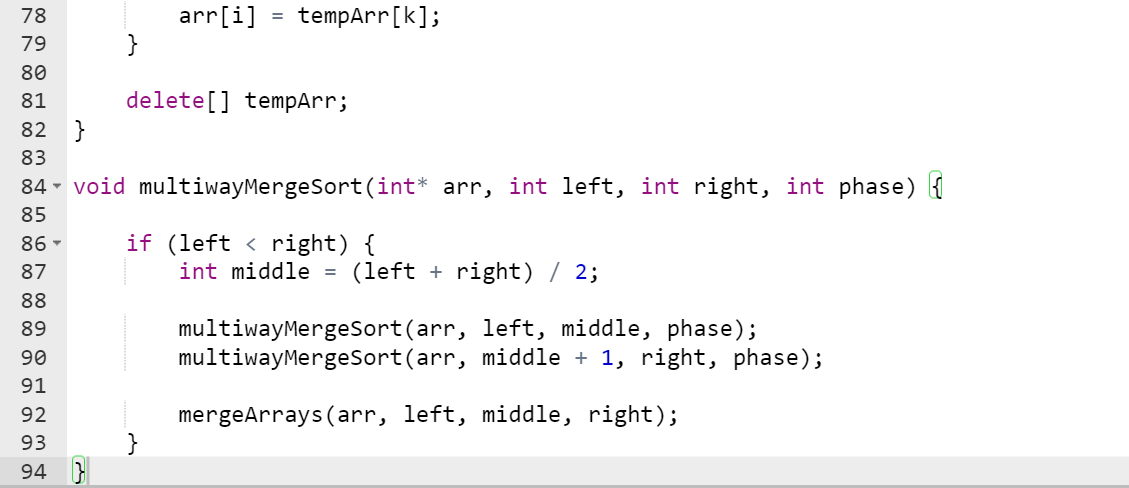 78 arr[i] = tempArr[k];
79 }
80
81 delete[] tempArr;
82 }
83
84 void multiwayMergeSort(int* arr, int left, int right, int phase) {
85
86 if (left < right) {
87 int middle = (left + right) / 2;
88
89 multiwayMergeSort(arr, left, middle, phase);
90 multiwayMergeSort(arr, middle + 1, right, phase);
91
92 mergeArrays(arr, left, middle, right);
93 }
94 }